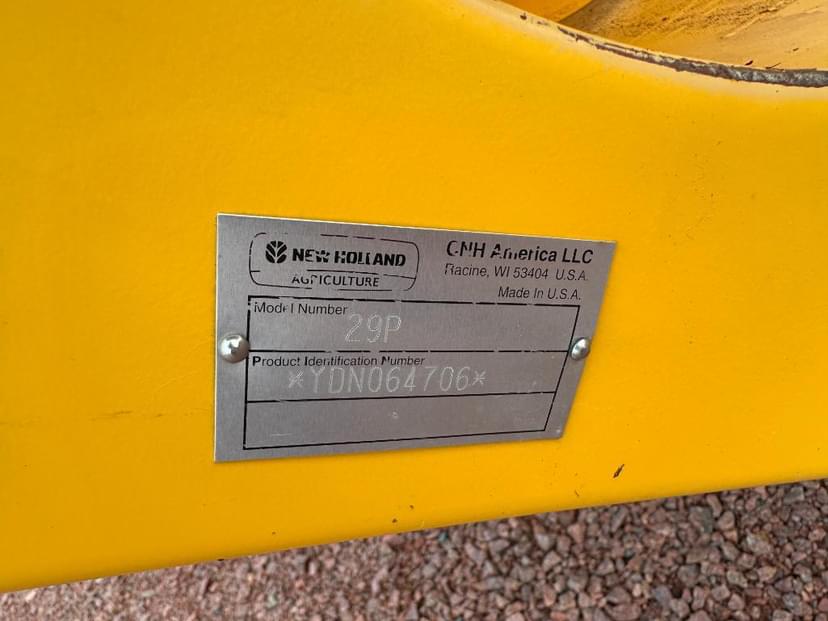 NEW HOLLAND
AGRICULTURE
CNH America LLC
Racine, WI 53404 U.S.A.
Made In U.S.A.
Model Number
29P
Product Identification Number
*YDN064706*